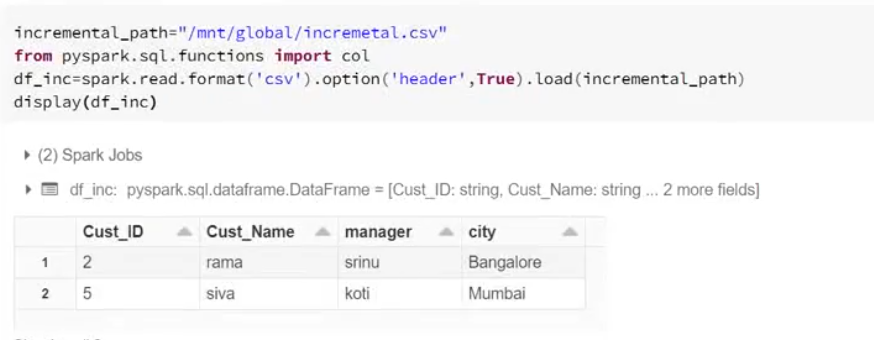 incremental_path="/mnt/global/incremetal.csv"
from pyspark.sql.functions import col
df_inc=spark.read.format('csv').option('header',True).load(incremental_path)
display(df_inc)
(2) Spark Jobs
df_inc: pyspark.sql.dataframe.DataFrame = [Cust_ID: string, Cust_Name: string ... 2 more fields]
Cust_ID Cust_Name manager city
1 2 rama srinu Bangalore
2 5 siva koti Mumbai